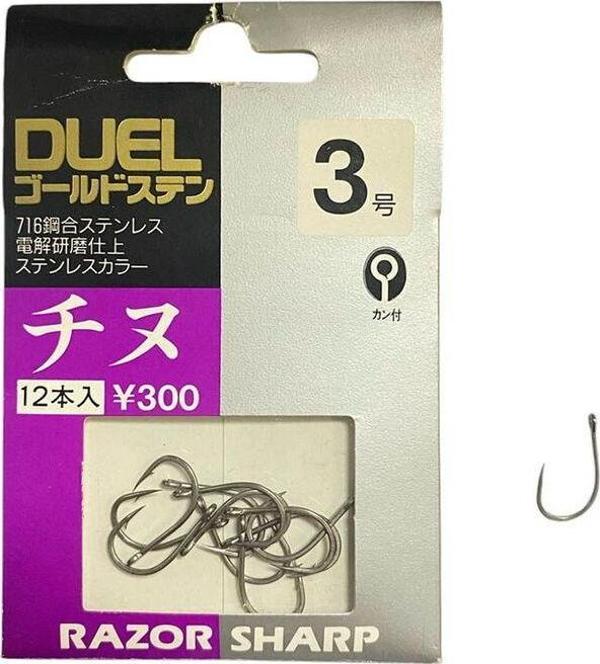 DUEL
ゴールドステン
716鋼合ステンレス
電解研磨仕上
ステンレスカラー
チヌ
12本入 ¥300
3号
カン付
RAZOR SHARP